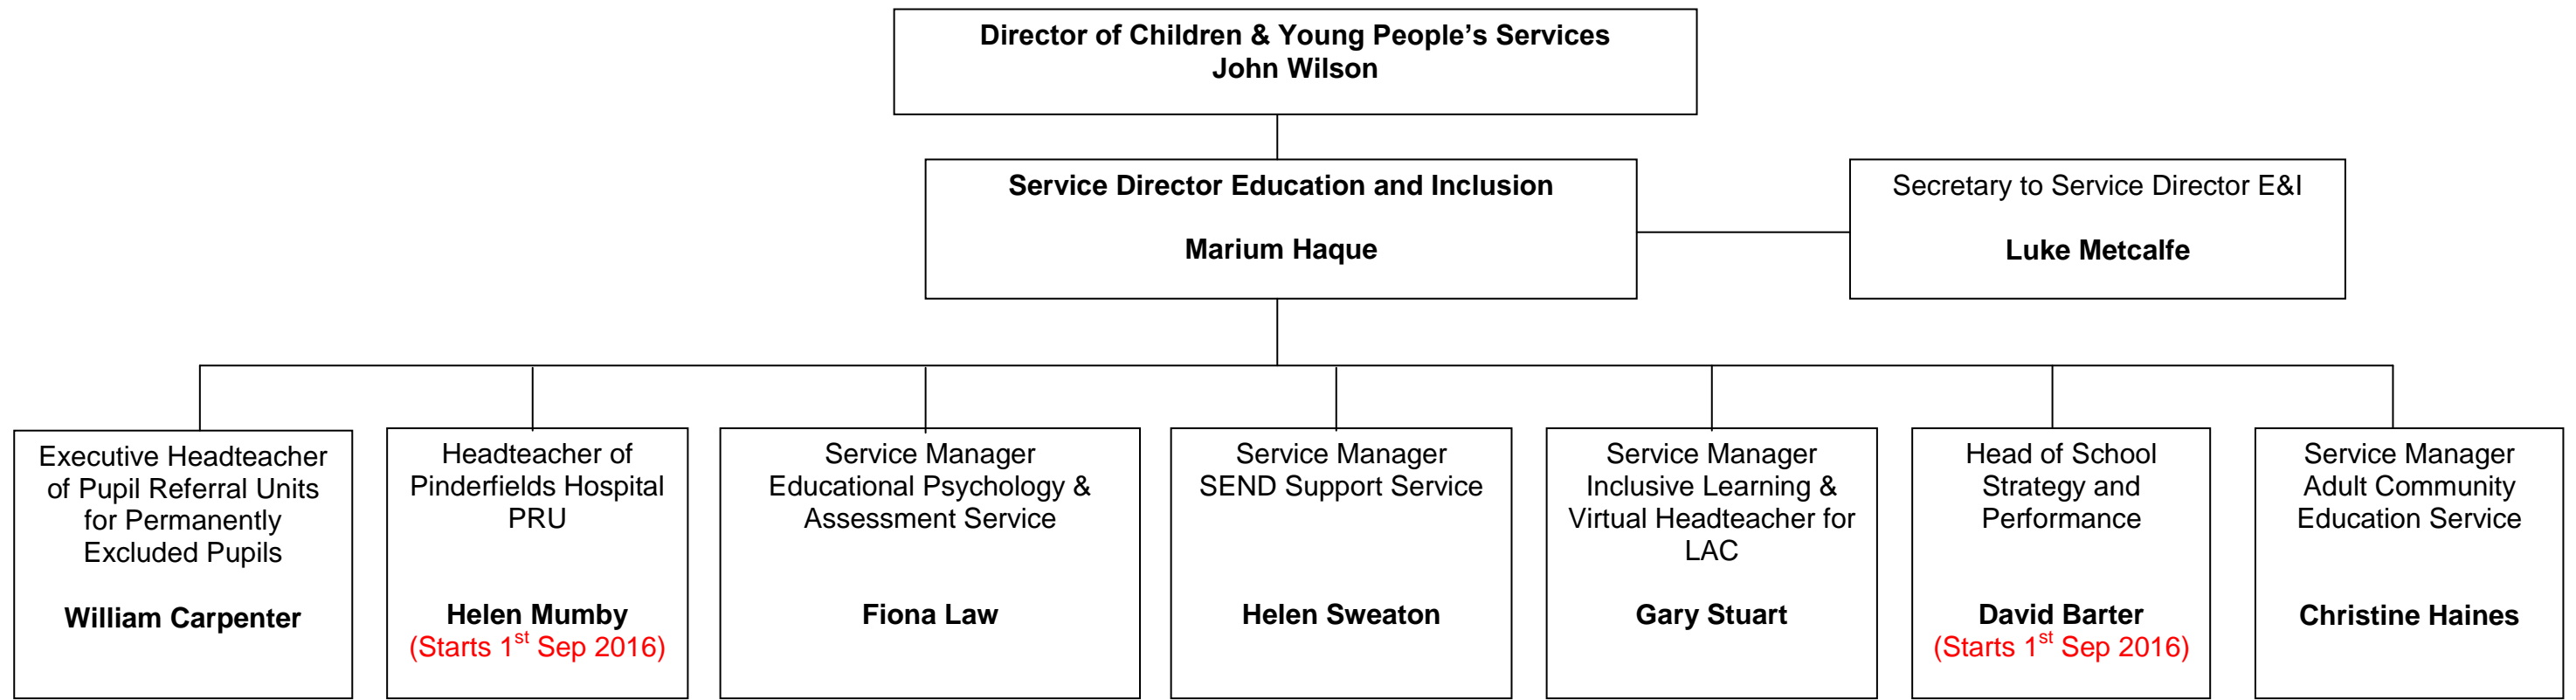 Director of Children & Young People's Services
John Wilson
Service Director Education and Inclusion
Marium Haque
Secretary to Service Director E&I
Luke Metcalfe
Executive Headteacher
of Pupil Referral Units
for Permanently
Excluded Pupils
William Carpenter
Headteacher of
Pinderfields Hospital
PRU
Helen Mumby
(Starts 1st Sep 2016)
Service Manager
Educational Psychology &
Assessment Service
Fiona Law
Service Manager
SEND Support Service
Helen Sweaton
Service Manager
Inclusive Learning &
Virtual Headteacher for
LAC
Gary Stuart
Head of School
Strategy and
Performance
David Barter
(Starts 1st Sep 2016)
Service Manager
Adult Community
Education Service
Christine Haines